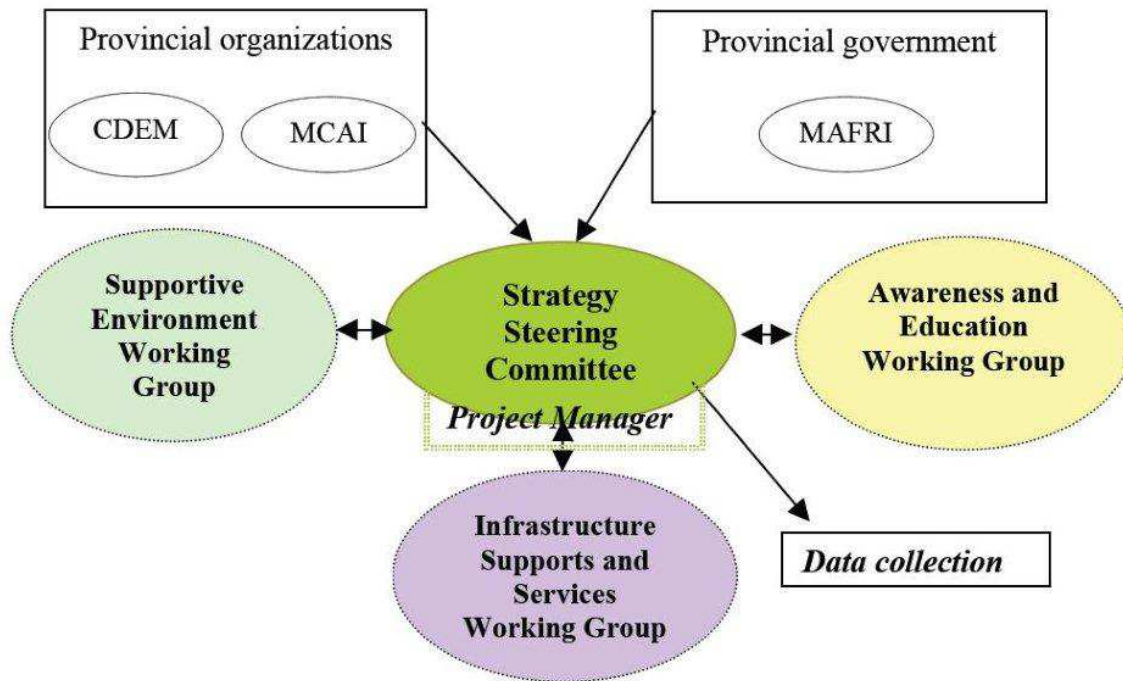 Provincial organizations
CDEM
MCAI
Provincial government
MAFRI
Supportive
Environment
Working
Group
Strategy
Steering
Committee
Project Manager
Awareness and
Education
Working Group
Infrastructure
Supports and
Services
Working Group
Data collection